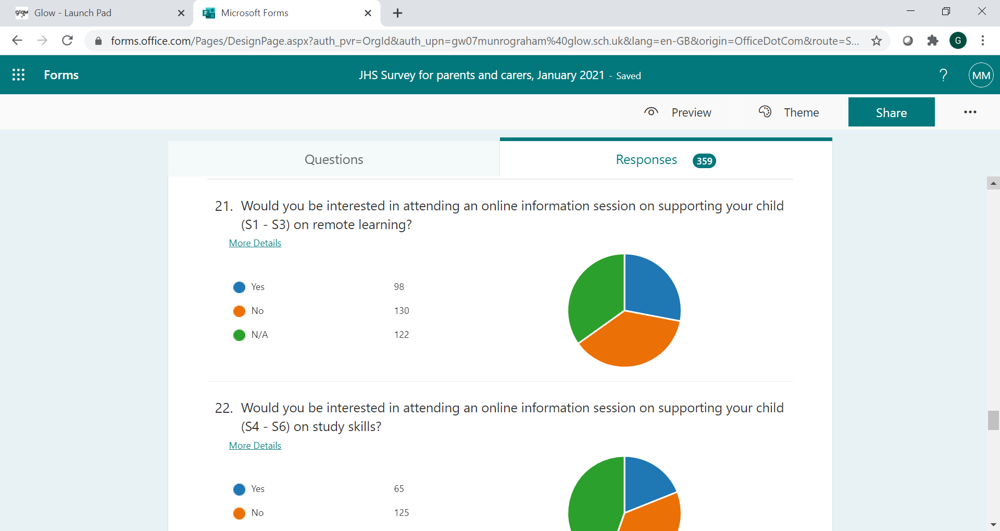 glow Glow - Launch Pad
Microsoft Forms
forms.office.com/Pages/DesignPage.aspx?auth_pvr=OrgId&auth_upn=gw07munrograham%40glow.sch.uk&lang=en-GB&origin=OfficeDotCom&route=S...
G
Forms
JHS Survey for parents and carers, January 2021 - Saved
? MM
Preview
Theme
Share
Questions
Responses 359
21. Would you be interested in attending an online information session on supporting your child
(S1 - S3) on remote learning?
More Details
Yes 98
No 130
N/A 122
22. Would you be interested in attending an online information session on supporting your child
(S4 - S6) on study skills?
More Details
Yes 65
No 125